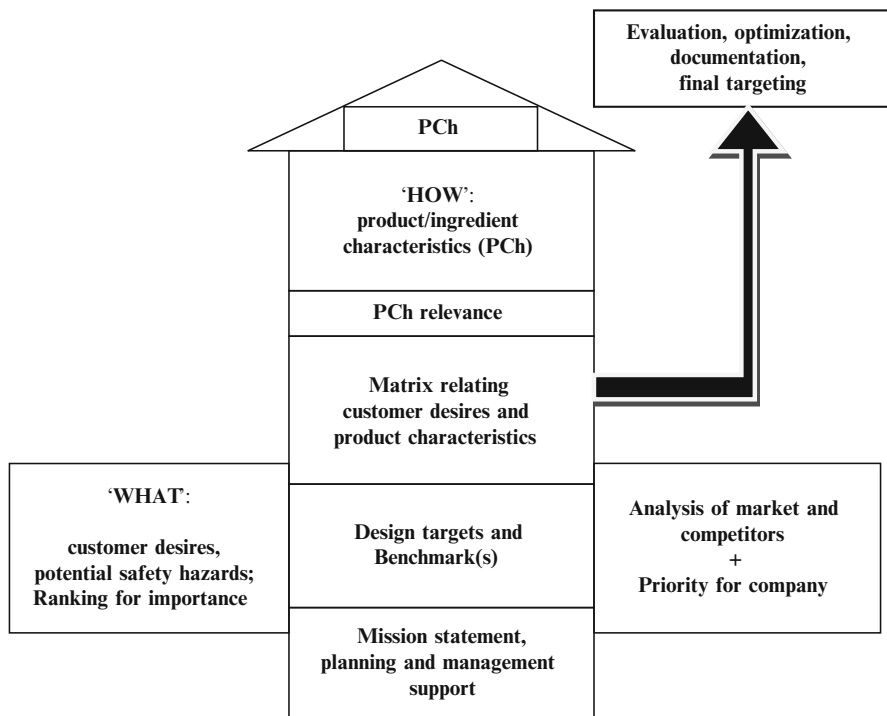 Evaluation, optimization,
documentation,
final targeting
PCh
‘HOW’:
product/ingredient
characteristics (PCh)
PCh relevance
Matrix relating
customer desires and
product characteristics
‘WHAT’:
customer desires,
potential safety hazards;
Ranking for importance
Design targets and
Benchmark(s)
Analysis of market and
competitors
+
Priority for company
Mission statement,
planning and management
support